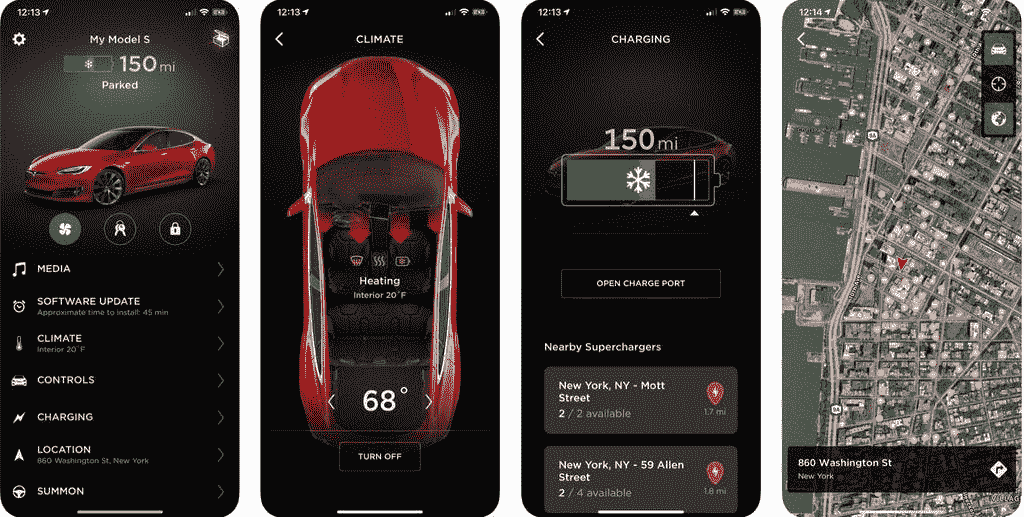 12:13
My Model S
150 mi
Parked
MEDIA
SOFTWARE UPDATE
Approximate time to install: 45 min
CLIMATE
Interior 20°F
CONTROLS
CHARGING
LOCATION
860 Washington St, New York
SUMMON
12:13
CLIMATE
Heating
Interior 20°F
68°
TURN OFF
12:13
CHARGING
150 mi
OPEN CHARGE PORT
Nearby Superchargers
New York, NY - Mott
Street
2 / 2 available
1.7 mi
New York, NY - 59 Allen
Street
2 / 4 available
1.8 mi
12:14
9A
9A
860 Washington St
New York